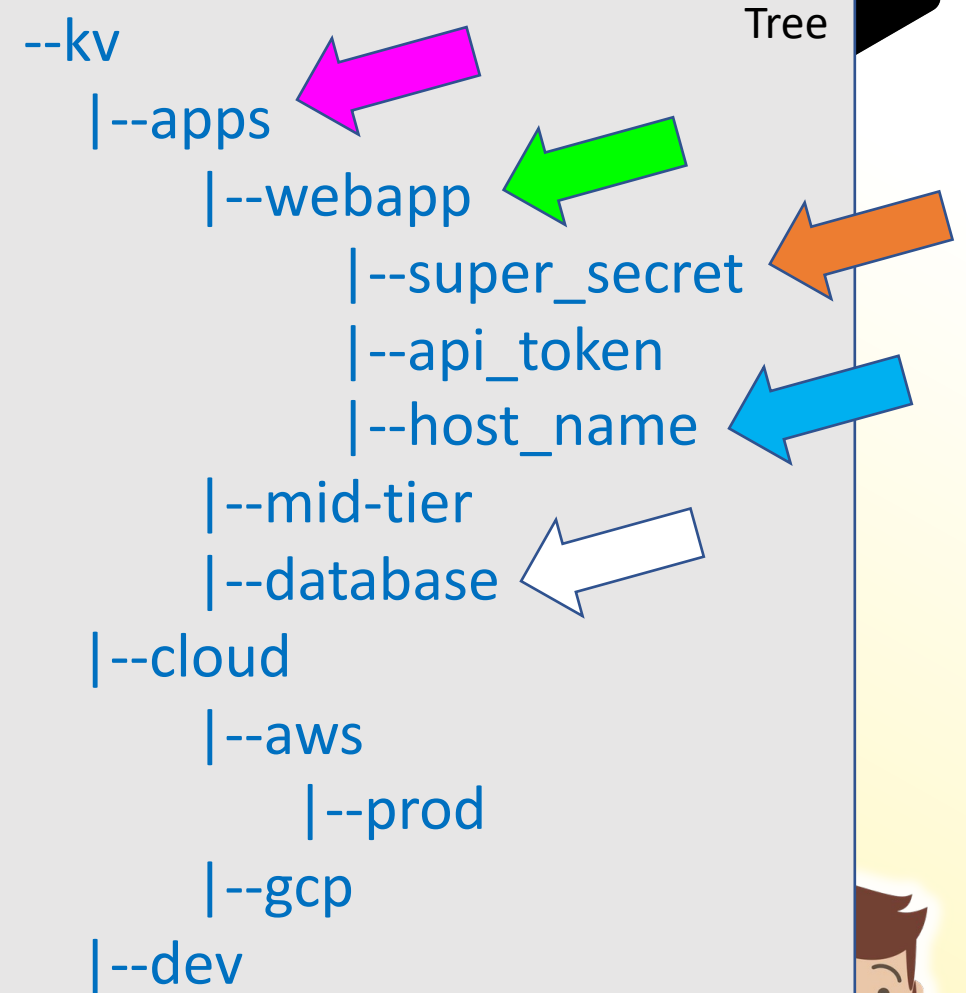 Tree
--kv
|--apps
|--webapp
|--super_secret
|--api_token
|--host_name
|--mid-tier
|--database
|--cloud
|--aws
|--prod
|--gcp
|--dev